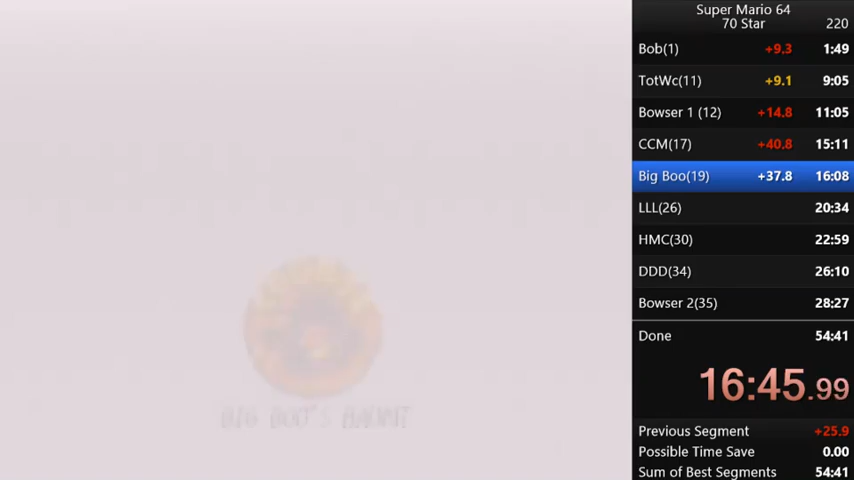 Super Mario 64
70 Star 220
Bob(1) +9.3 1:49
TotWc(11) +9.1 9:05
Bowser 1 (12) +14.8 11:05
CCM(17) +40.8 15:11
Big Boo(19) +37.8 16:08
LLL(26) 20:34
HMC(30) 22:59
DDD(34) 26:10
Bowser 2(35) 28:27
Done 54:41
16:45.99
Previous Segment +25.9
Possible Time Save 0.00
Sum of Best Segments 54:41
BIG BOO'S HAUNT